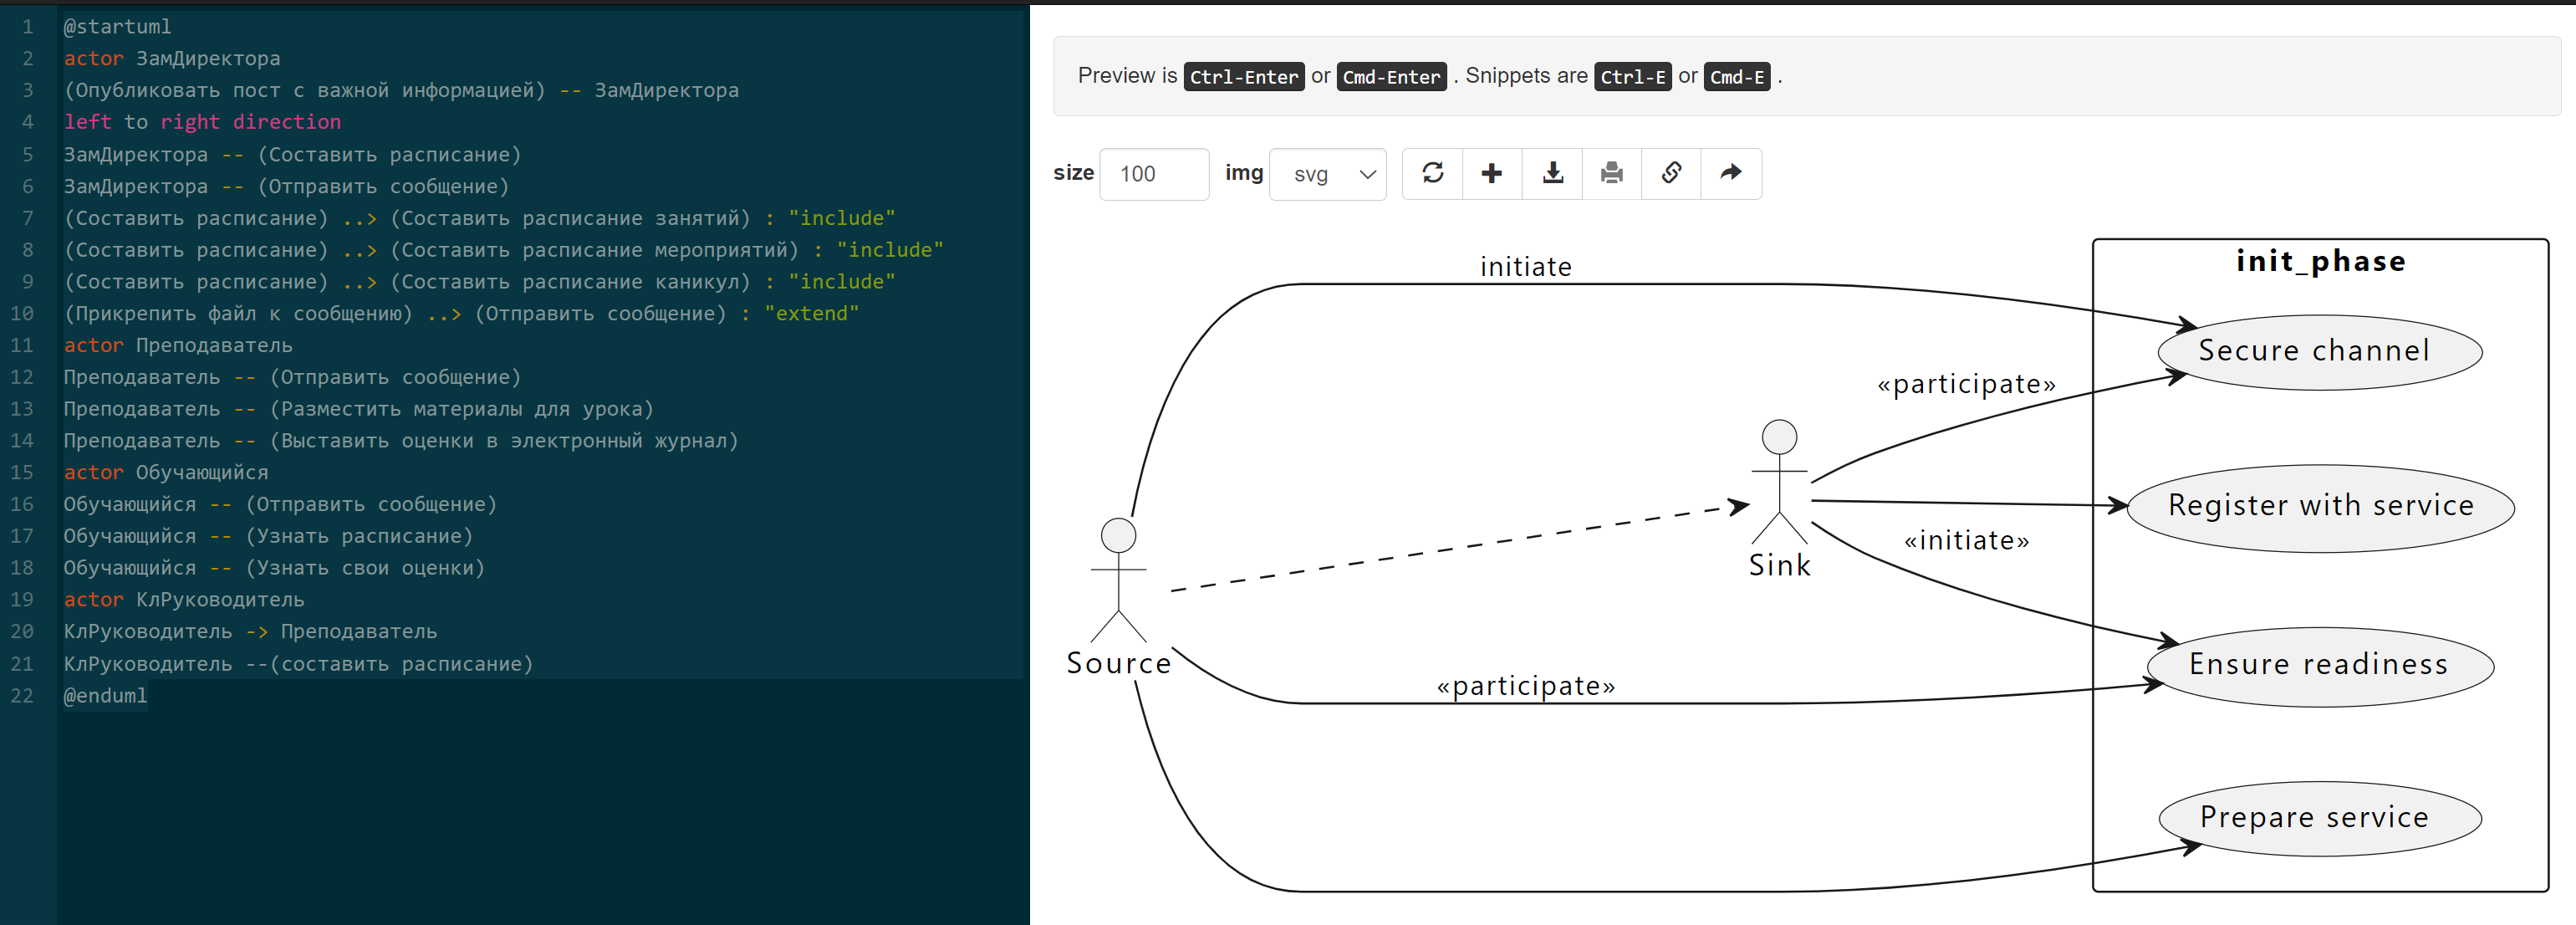 1 @startuml
2 actor ЗамДиректора
3 (Опубликовать пост с важной информацией) -- ЗамДиректора
4 left to right direction
5 ЗамДиректора -- (Составить расписание)
6 ЗамДиректора -- (Отправить сообщение)
7 (Составить расписание) ..> (Составить расписание занятий) : "include"
8 (Составить расписание) ..> (Составить расписание мероприятий) : "include"
9 (Составить расписание) ..> (Составить расписание каникул) : "include"
10 (Прикрепить файл к сообщению) ..> (Отправить сообщение) : "extend"
11 actor Преподаватель
12 Преподаватель -- (Отправить сообщение)
13 Преподаватель -- (Разместить материалы для урока)
14 Преподаватель -- (Выставить оценки в электронный журнал)
15 actor Обучающийся
16 Обучающийся -- (Отправить сообщение)
17 Обучающийся -- (Узнать расписание)
18 Обучающийся -- (Узнать свои оценки)
19 actor КлРуководитель
20 КлРуководитель -> Преподаватель
21 КлРуководитель --(составить расписание)
22 @enduml
Preview is Ctrl-Enter or Cmd-Enter . Snippets are Ctrl-E or Cmd-E .
size 100 img svg
init_phase
initiate
Secure channel
«participate»
Register with service
«initiate»
Sink
Source
Ensure readiness
«participate»
Prepare service